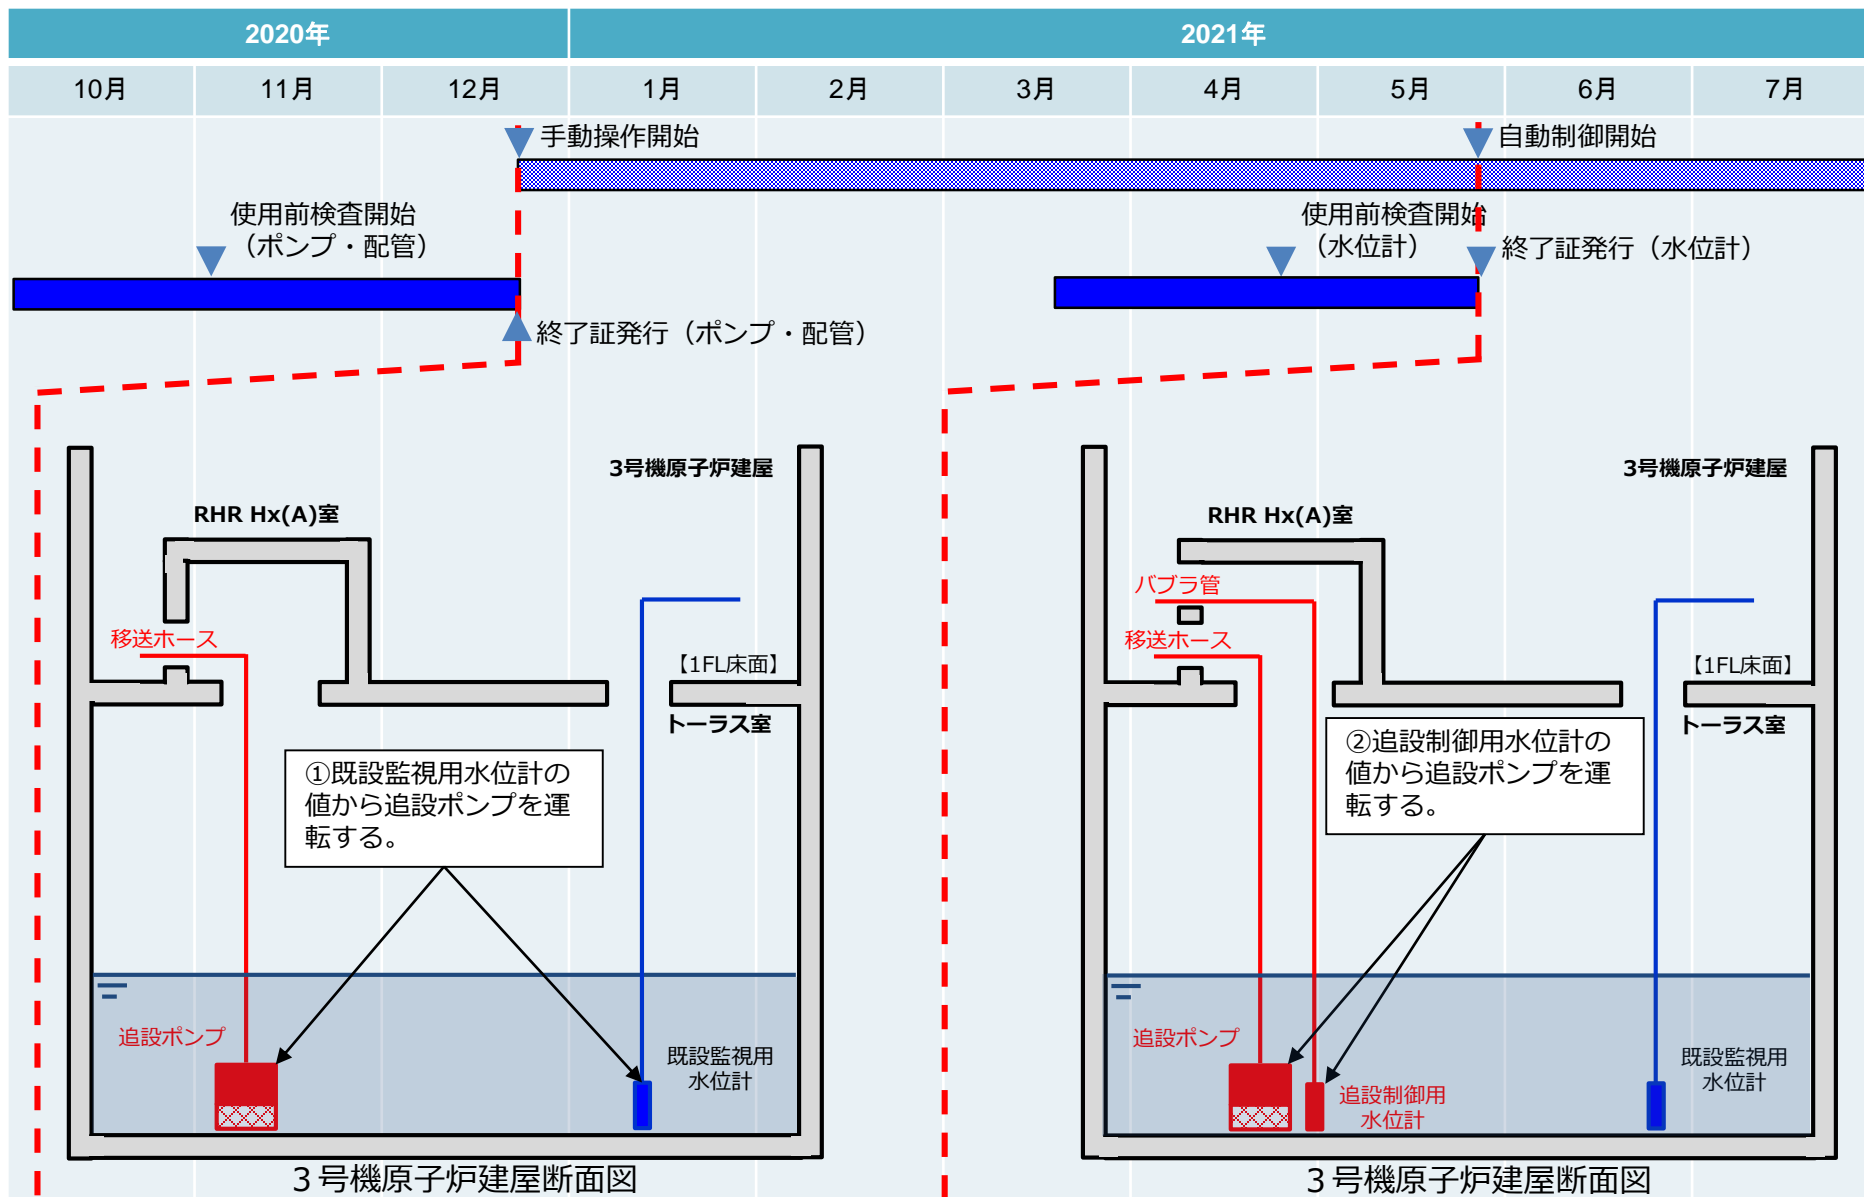 2020年
2021年
10月
11月
12月
1月
2月
3月
4月
5月
6月
7月
手動操作開始
自動制御開始
使用前検査開始
（ポンプ・配管）
使用前検査開始
（水位計）
終了証発行（水位計）
終了証発行（ポンプ・配管）
3号機原子炉建屋
RHR Hx(A)室
移送ホース
【1FL床面】
トーラス室
①既設監視用水位計の
値から追設ポンプを運
転する。
追設ポンプ
既設監視用
水位計
３号機原子炉建屋断面図
3号機原子炉建屋
RHR Hx(A)室
バブラ管
移送ホース
【1FL床面】
トーラス室
②追設制御用水位計の
値から追設ポンプを運
転する。
追設ポンプ
追設制御用
水位計
既設監視用
水位計
３号機原子炉建屋断面図